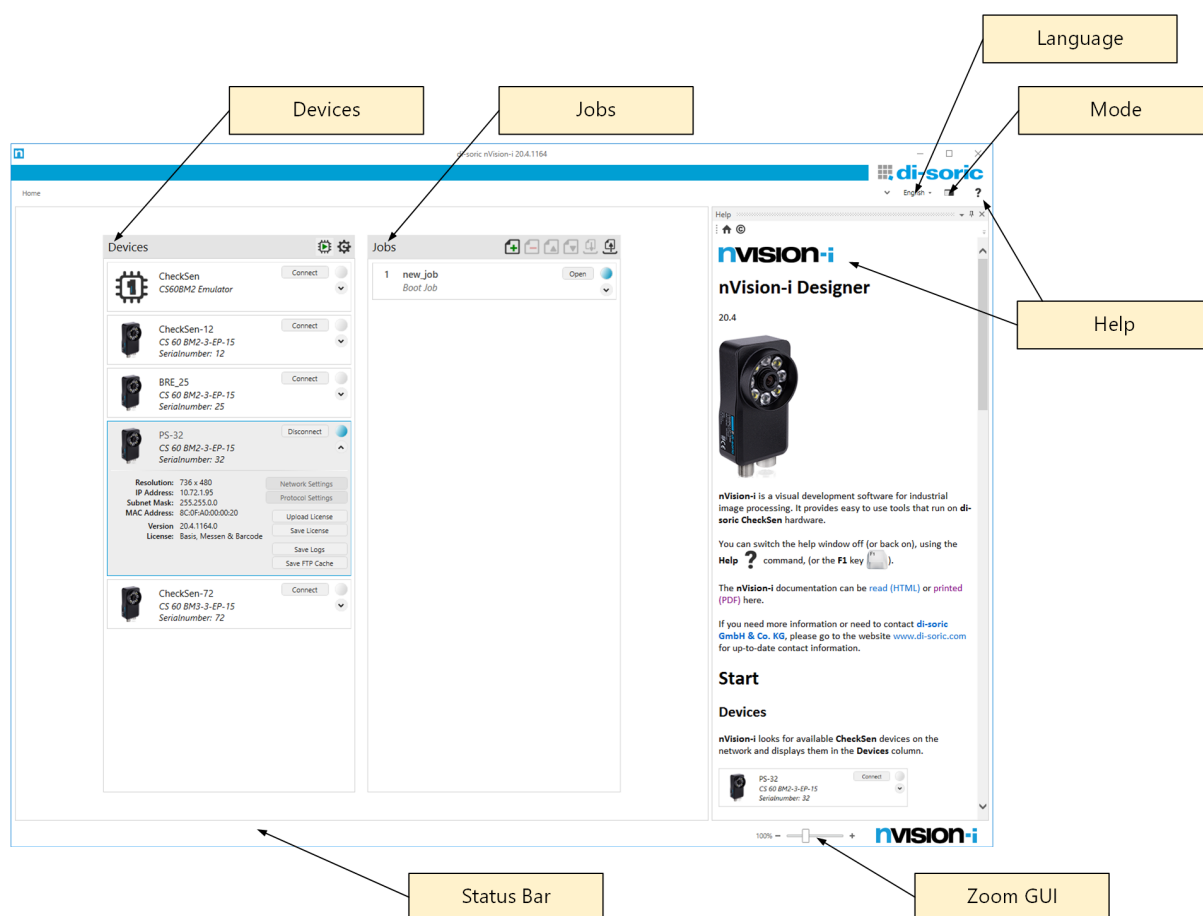 Language
Devices
Jobs
Mode
di-soric nVision-i 20.4.1164
di-soric
Home
English
?
Devices
Jobs
CheckSen
CS60BM2 Emulator
Connect
CheckSen-12
CS 60 BM2-3-EP-15
Serialnumber: 12
Connect
BRE_25
CS 60 BM2-3-EP-15
Serialnumber: 25
Connect
PS-32
CS 60 BM2-3-EP-15
Serialnumber: 32
Disconnect
Resolution: 736 x 480
IP Address: 10.72.1.95
Subnet Mask: 255.255.0.0
MAC Address: 8C:0F:A0:00:00:20
Version 20.4.1164.0
License: Basis, Messen & Barcode
Network Settings
Protocol Settings
Upload License
Save License
Save Logs
Save FTP Cache
CheckSen-72
CS 60 BM3-3-EP-15
Serialnumber: 72
Connect
1 new_job
Boot Job
Open
Help
©
nvision-i
nVision-i Designer
20.4
Help
nVision-i is a visual development software for industrial
image processing. It provides easy to use tools that run on di-
soric CheckSen hardware.
You can switch the help window off (or back on), using the
Help ? command, (or the F1 key ).
The nVision-i documentation can be read (HTML) or printed
(PDF) here.
If you need more information or need to contact di-soric
GmbH & Co. KG, please go to the website www.di-soric.com
for up-to-date contact information.
Start
Devices
nVision-i looks for available CheckSen devices on the
network and displays them in the Devices column.
PS-32
CS 60 BM2-3-EP-15
Serialnumber: 32
Connect
100% - +
nvision-i
Status Bar
Zoom GUI